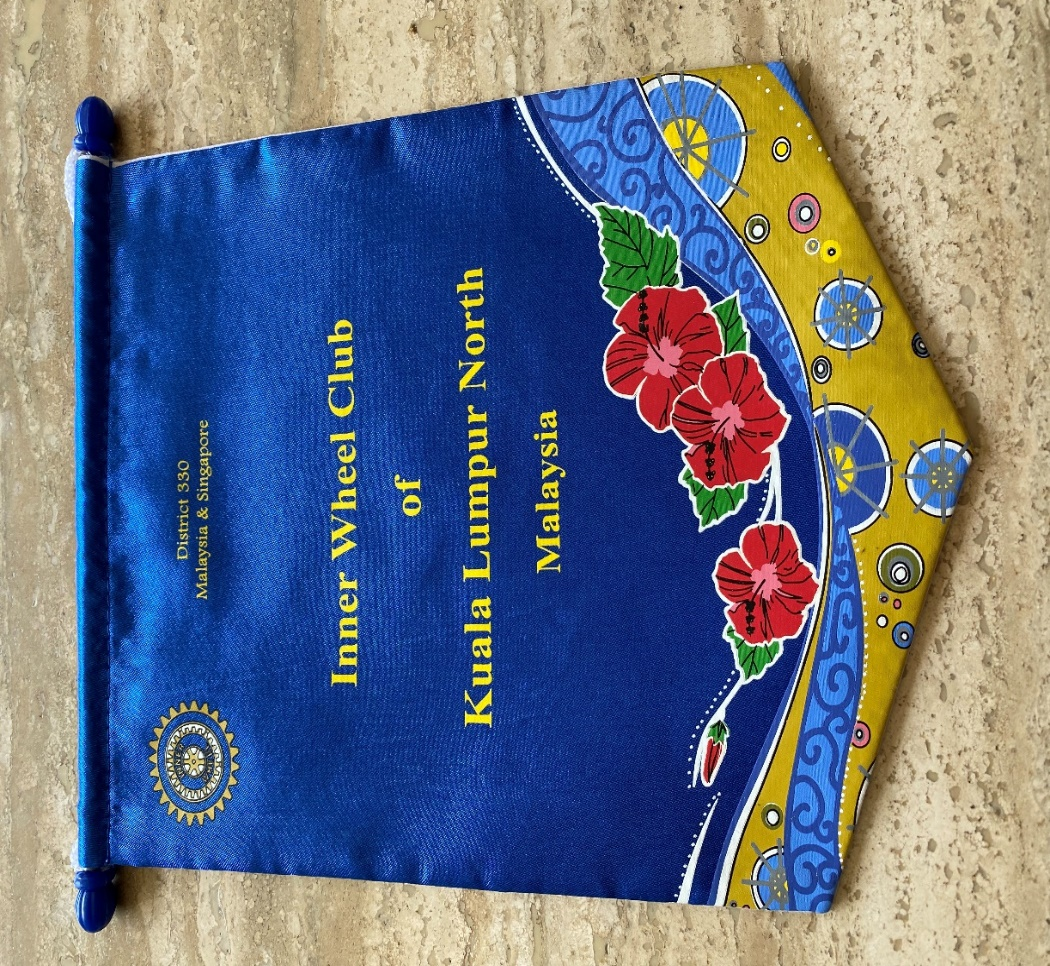 District 330
Malaysia & Singapore
Inner Wheel Club
of
Kuala Lumpur North
Malaysia